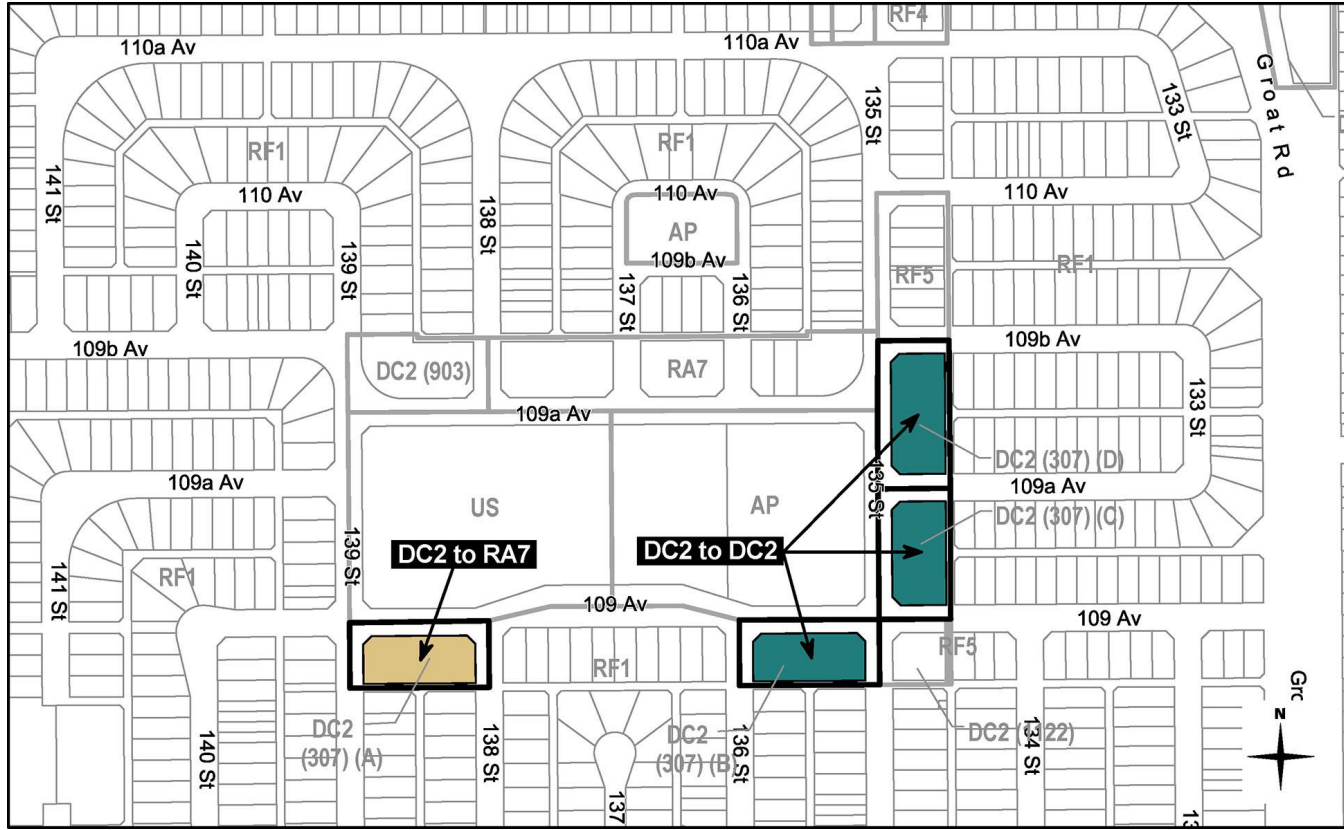 RF4
110a Av
110a Av
Groat Rd
135 St
133 St
RF1
RF1
141 St
110 Av
110 Av
110 Av
138 St
AP
140 St
139 St
109b Av
RF5
RF1
137 St
136 St
109b Av
109b Av
DC2 (903)
RA7
133 St
109a Av
DC2 (307) (D)
109a Av
135 St
109a Av
US
AP
DC2 (307) (C)
139 St
DC2 to RA7
DC2 to DC2
141 St
RF1
109 Av
109 Av
RF1
RF5
Grc
N
DC2
(307) (A)
138 St
DC2
(307) (B)
136 St
DC2 (1122)
134 St
140 St
137
13